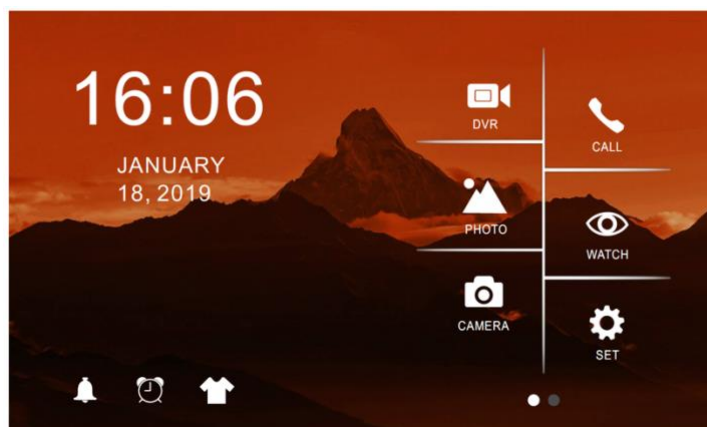 16:06
JANUARY
18, 2019
DVR
CALL
PHOTO
WATCH
CAMERA
SET